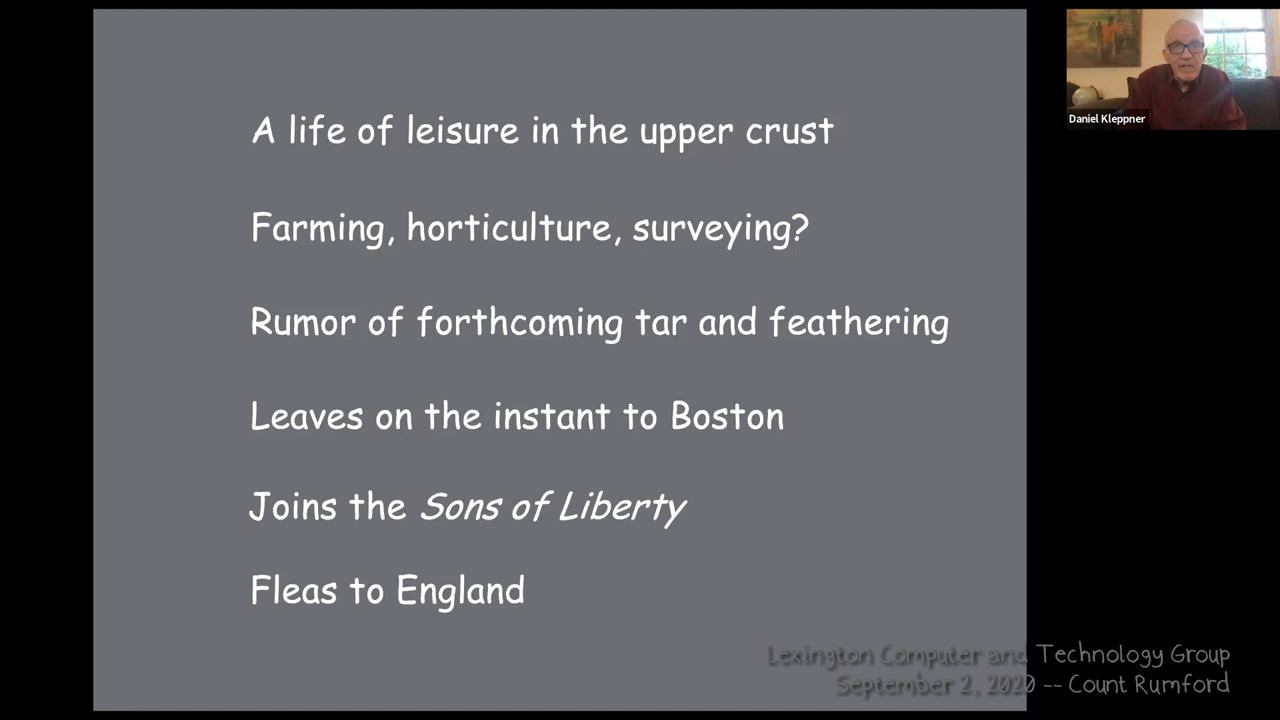 A life of leisure in the upper crust
Farming, horticulture, surveying?
Rumor of forthcoming tar and feathering
Leaves on the instant to Boston
Joins the Sons of Liberty
Fleas to England
Daniel Kleppner
Lexington Computer and Technology Group
September 2, 2020 -- Count Rumford